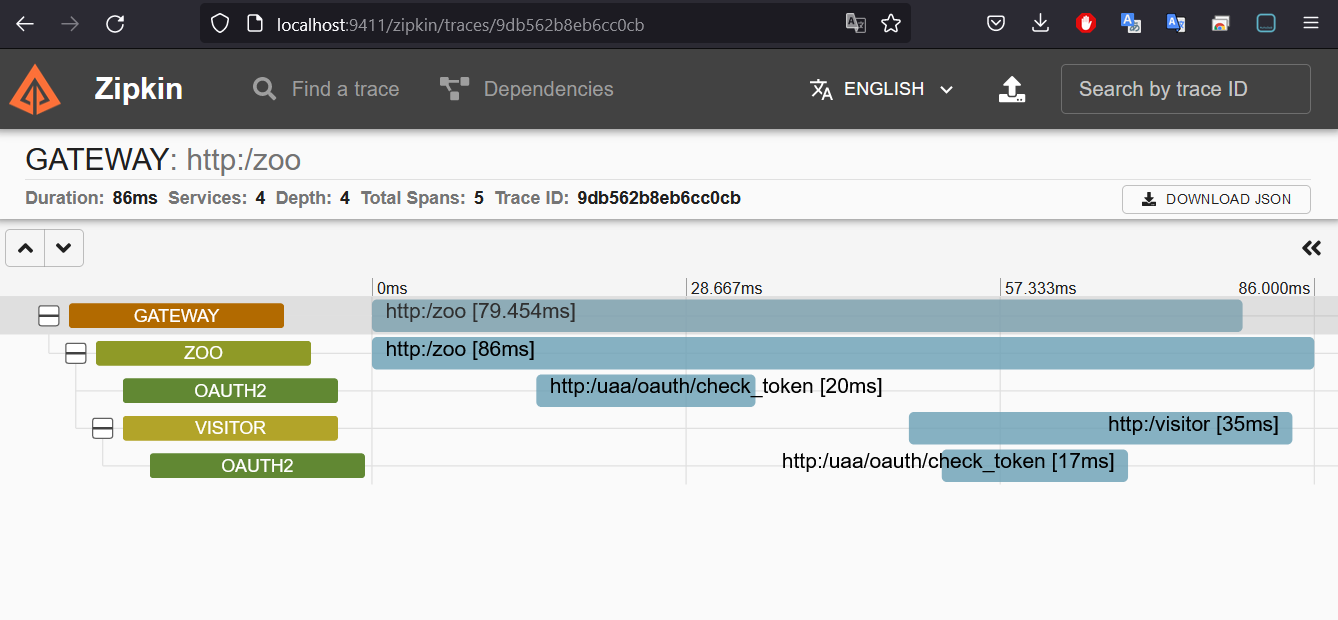 localhost:9411/zipkin/traces/9db562b8eb6cc0cb
Zipkin Find a trace Dependencies ENGLISH Search by trace ID
GATEWAY: http:/zoo
Duration: 86ms Services: 4 Depth: 4 Total Spans: 5 Trace ID: 9db562b8eb6cc0cb DOWNLOAD JSON
0ms 28.667ms 57.333ms 86.000ms
GATEWAY http:/zoo [79.454ms]
ZOO http:/zoo [86ms]
OAUTH2 http:/uaa/oauth/check_token [20ms]
VISITOR http:/visitor [35ms]
OAUTH2 http:/uaa/oauth/check_token [17ms]